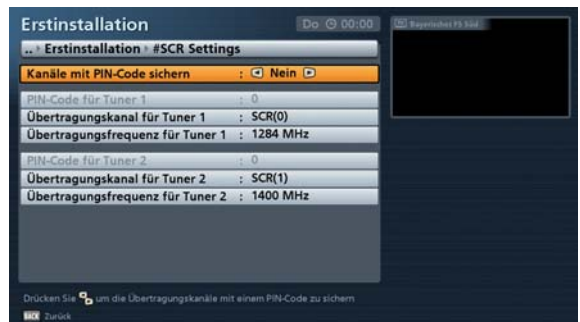 Erstinstallation
Do 00:00
Bayerisches FS Süd
.. Erstinstallation #SCR Settings
Kanäle mit PIN-Code sichern : Nein
PIN-Code für Tuner 1 : 0
Übertragungskanal für Tuner 1 : SCR(0)
Übertragungsfrequenz für Tuner 1 : 1284 MHz
PIN-Code für Tuner 2 : 0
Übertragungskanal für Tuner 2 : SCR(1)
Übertragungsfrequenz für Tuner 2 : 1400 MHz
Drücken Sie um die Übertragungskanäle mit einem PIN-Code zu sichern
BACK Zurück